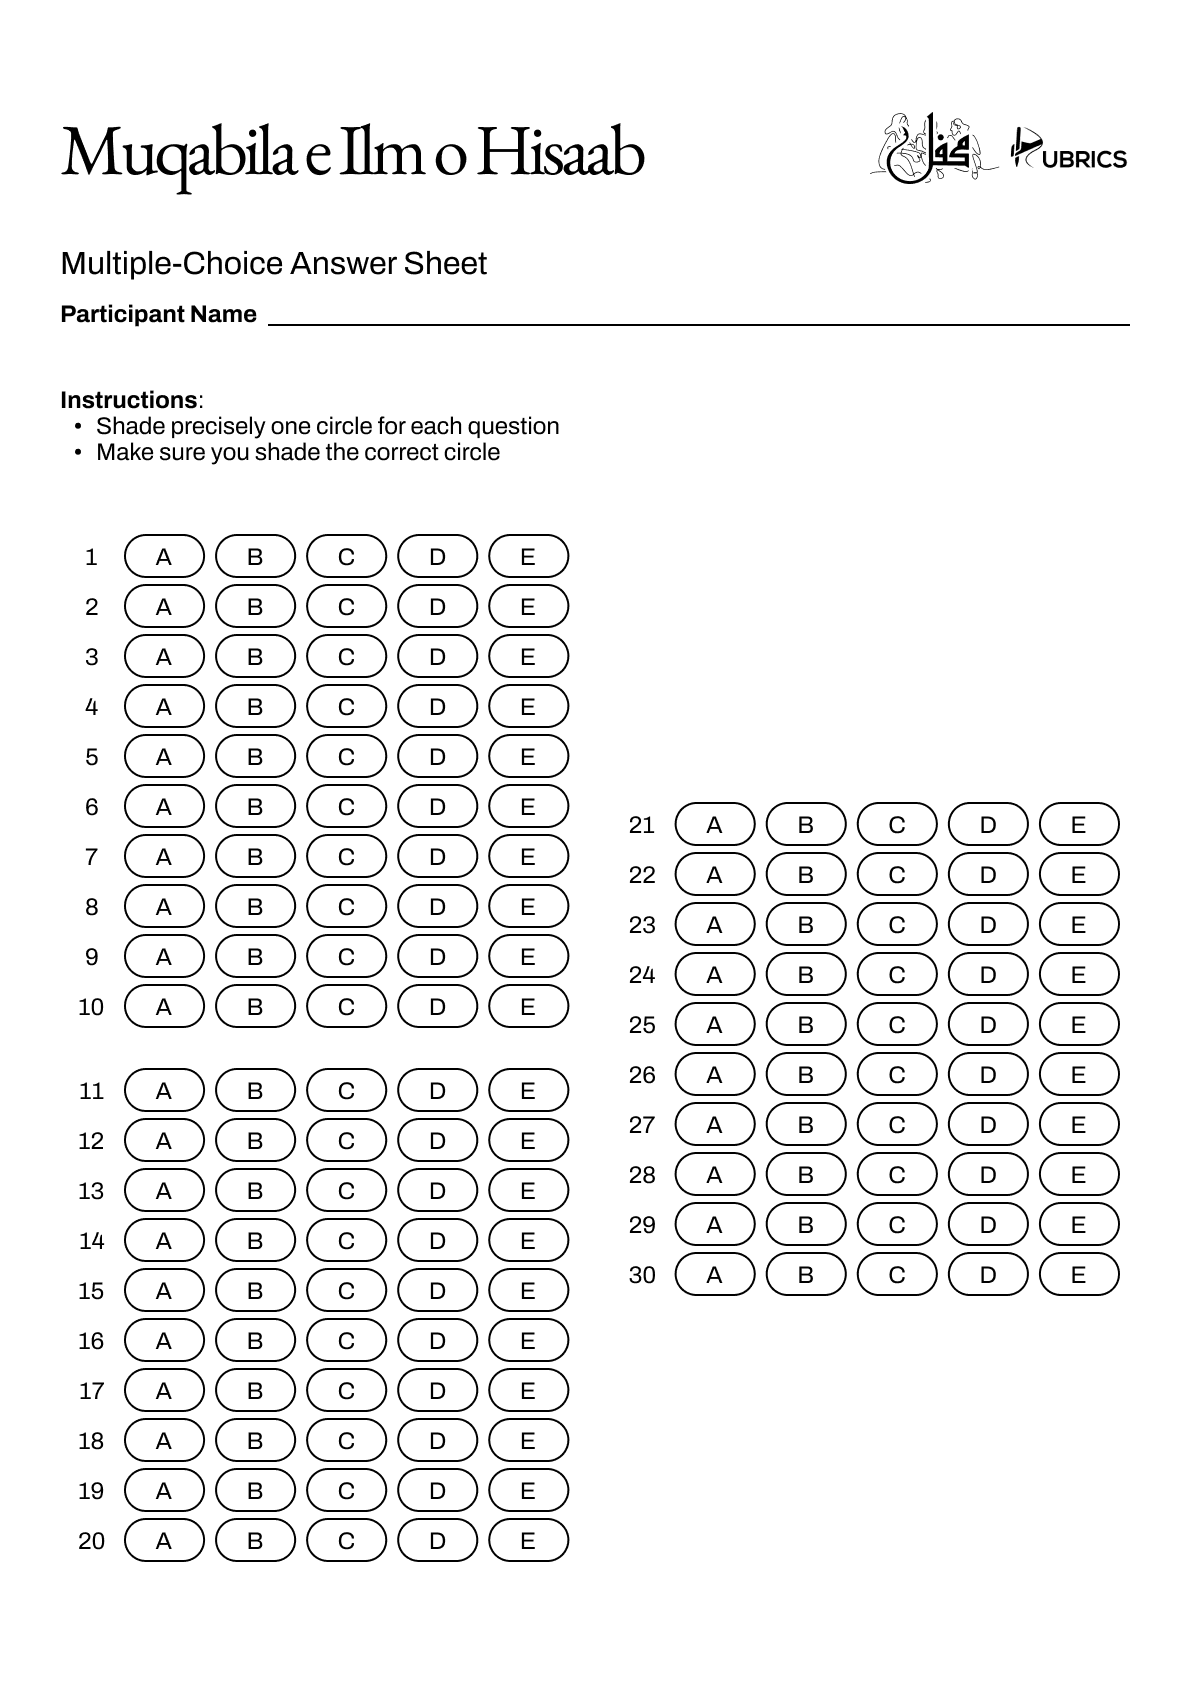 Muqabila e Ilm o Hisaab
محفل
RUBRICS
Multiple-Choice Answer Sheet
Participant Name
Instructions:
• Shade precisely one circle for each question
• Make sure you shade the correct circle
1 A B C D E
2 A B C D E
3 A B C D E
4 A B C D E
5 A B C D E
6 A B C D E
7 A B C D E
8 A B C D E
9 A B C D E
10 A B C D E
11 A B C D E
12 A B C D E
13 A B C D E
14 A B C D E
15 A B C D E
16 A B C D E
17 A B C D E
18 A B C D E
19 A B C D E
20 A B C D E
21 A B C D E
22 A B C D E
23 A B C D E
24 A B C D E
25 A B C D E
26 A B C D E
27 A B C D E
28 A B C D E
29 A B C D E
30 A B C D E